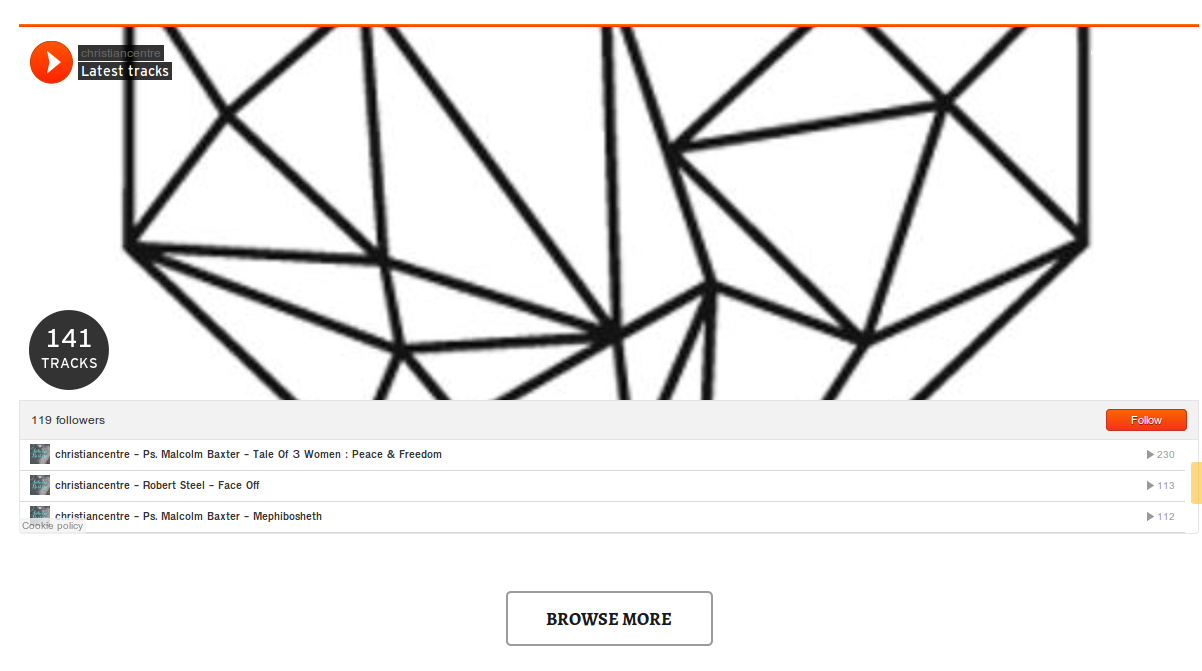 christiancentre
Latest tracks
141
TRACKS
119 followers
Follow
christiancentre - Ps. Malcolm Baxter - Tale Of 3 Women : Peace & Freedom
230
christiancentre - Robert Steel - Face Off
113
christiancentre - Ps. Malcolm Baxter - Mephibosheth
112
Cookie policy
BROWSE MORE